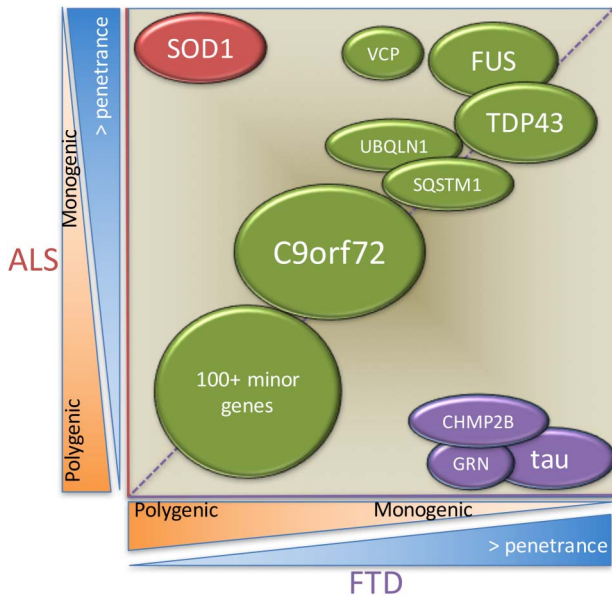 SOD1
VCP
FUS
TDP43
UBQLN1
SQSTM1
C9orf72
100+ minor
genes
CHMP2B
GRN
tau
> penetrance
Monogenic
ALS
Polygenic
Polygenic
Monogenic
> penetrance
FTD